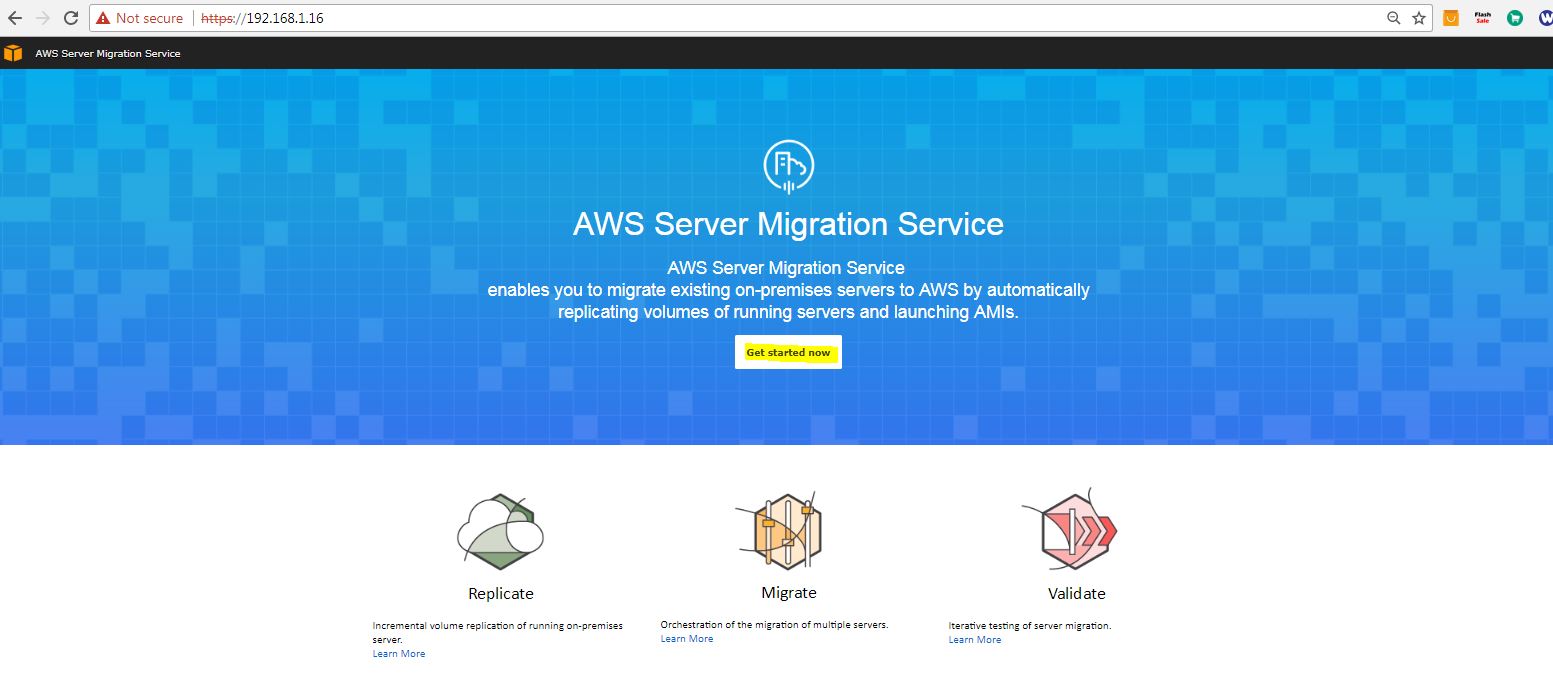 Not secure
https://192.168.1.16
Flash
Sale
W
AWS Server Migration Service
AWS Server Migration Service
AWS Server Migration Service
enables you to migrate existing on-premises servers to AWS by automatically
replicating volumes of running servers and launching AMIs.
Get started now
Replicate
Incremental volume replication of running on-premises
server.
Learn More
Migrate
Orchestration of the migration of multiple servers.
Learn More
Validate
Iterative testing of server migration.
Learn More